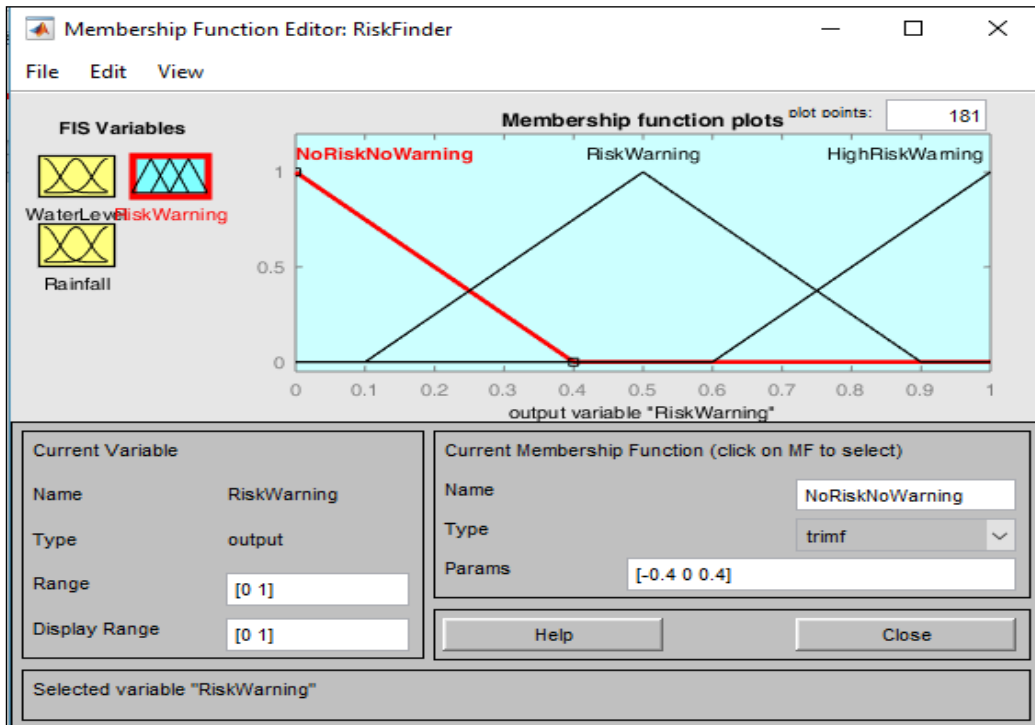 Membership Function Editor: RiskFinder
File Edit View
FIS Variables
WaterLevel RiskWarning
Rainfall
Membership function plots plot points: 181
NoRiskNoWarning RiskWarning HighRiskWarning
1
0.5
0
0 0.1 0.2 0.3 0.4 0.5 0.6 0.7 0.8 0.9 1
output variable "RiskWarning"
Current Variable
Name RiskWarning
Type output
Range [0 1]
Display Range [0 1]
Current Membership Function (click on MF to select)
Name NoRiskNoWarning
Type trimf
Params [-0.4 0 0.4]
Help Close
Selected variable "RiskWarning"